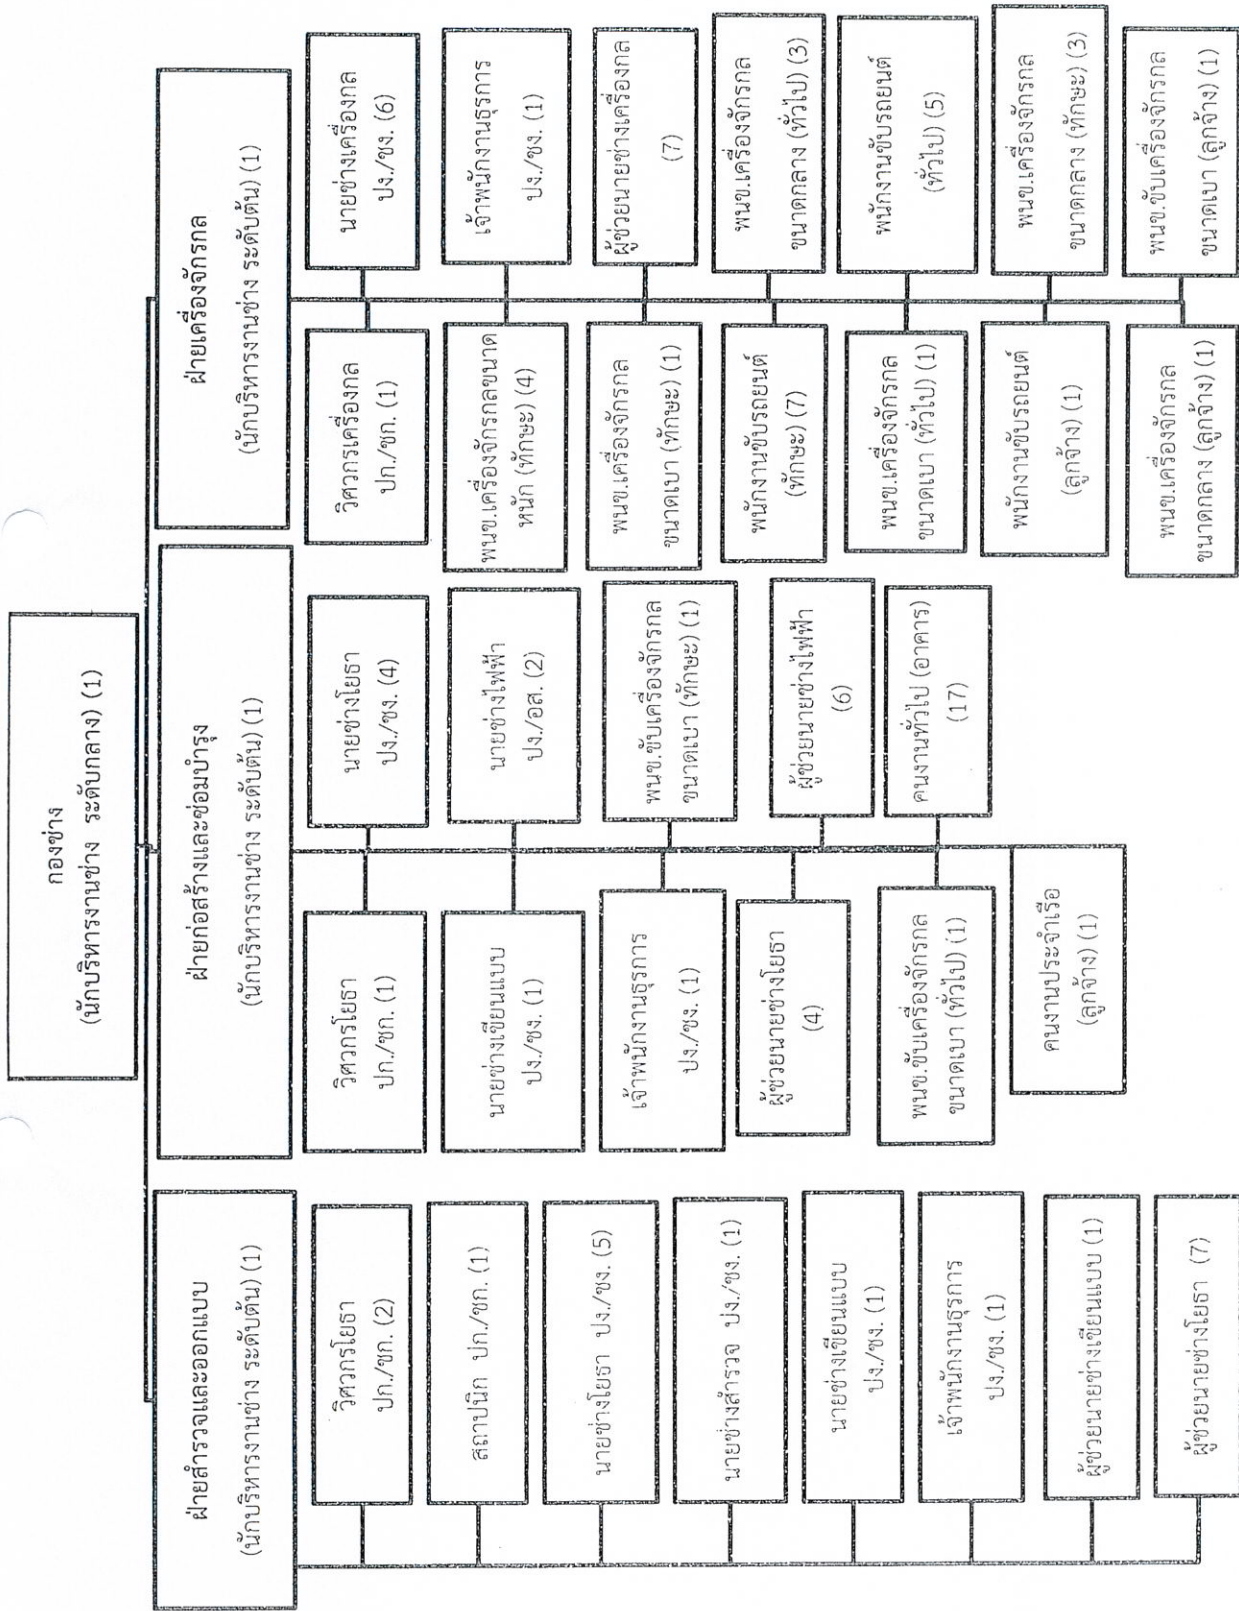 กองช่าง
(นักบริหารงานช่าง ระดับกลาง) (1)
ฝ่ายสำรวจและออกแบบ
(นักบริหารงานช่าง ระดับต้น) (1)
วิศวกรโยธา
ปก./ชก. (2)
สถาปนิก ปก./ชก. (1)
นายช่างโยธา ปง./ชง. (5)
นายช่างสำรวจ ปง./ชง. (1)
นายช่างเขียนแบบ
ปง./ชง. (1)
เจ้าพนักงานธุรการ
ปง./ชง. (1)
ผู้ช่วยนายช่างเขียนแบบ (1)
ผู้ช่วยนายช่างโยธา (7)
ฝ่ายก่อสร้างและซ่อมบำรุง
(นักบริหารงานช่าง ระดับต้น) (1)
วิศวกรโยธา
ปก./ชก. (1)
นายช่างโยธา
ปง./ชง. (4)
นายช่างเขียนแบบ
ปง./ชง. (1)
นายช่างไฟฟ้า
ปง./อส. (2)
เจ้าพนักงานธุรการ
ปง./ชง. (1)
พนข.ขับเครื่องจักรกล
ขนาดเบา (ทักษะ) (1)
ผู้ช่วยนายช่างโยธา
(4)
ผู้ช่วยนายช่างไฟฟ้า
(6)
พนข.ขับเครื่องจักรกล
ขนาดเบา (ทั่วไป) (1)
คนงานทั่วไป (อาคาร)
(17)
คนงานประจำเรือ
(ลูกจ้าง) (1)
ฝ่ายเครื่องจักรกล
(นักบริหารงานช่าง ระดับต้น) (1)
วิศวกรเครื่องกล
ปก./ชก. (1)
นายช่างเครื่องกล
ปง./ชง. (6)
พนข.เครื่องจักรกลขนาด
หนัก (ทักษะ) (4)
เจ้าพนักงานธุรการ
ปง./ชง. (1)
พนข.เครื่องจักรกล
ขนาดเบา (ทักษะ) (1)
ผู้ช่วยนายช่างเครื่องกล
(7)
พนักงานขับรถยนต์
(ทักษะ) (7)
พนข.เครื่องจักรกล
ขนาดกลาง (ทั่วไป) (3)
พนข.เครื่องจักรกล
ขนาดเบา (ทั่วไป) (1)
พนักงานขับรถยนต์
(ทั่วไป) (5)
พนักงานขับรถยนต์
(ลูกจ้าง) (1)
พนข.เครื่องจักรกล
ขนาดกลาง (ทักษะ) (3)
พนข.เครื่องจักรกล
ขนาดกลาง (ลูกจ้าง) (1)
พนข.ขับเครื่องจักรกล
ขนาดเบา (ลูกจ้าง) (1)